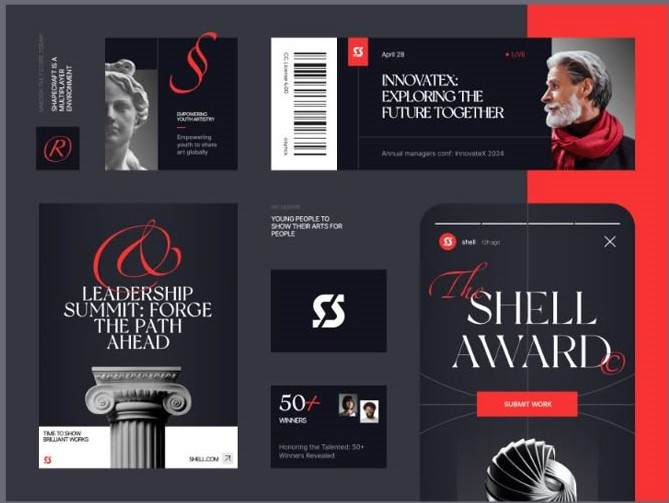 SHAPECRAFT IS A
MULTIPLAYER
ENVIRONMENT
R
S
EMPOWERING
YOUTH ARTISTRY
Empowering
youth to share
art globally
April 28
LIVE
INNOVATEX:
EXPLORING THE
FUTURE TOGETHER
Annual managers conf: InnovateX 2024
&
LEADERSHIP
SUMMIT: FORGE
THE PATH
AHEAD
TIME TO SHOW
BRILLIANT WORKS
SHELL.COM
YOUNG PEOPLE TO
SHOW THEIR ARTS FOR
PEOPLE
50+
WINNERS
Honoring the Talented: 50+
Winners Revealed
shell
The
SHELL
AWARD©
SUBMIT WORK